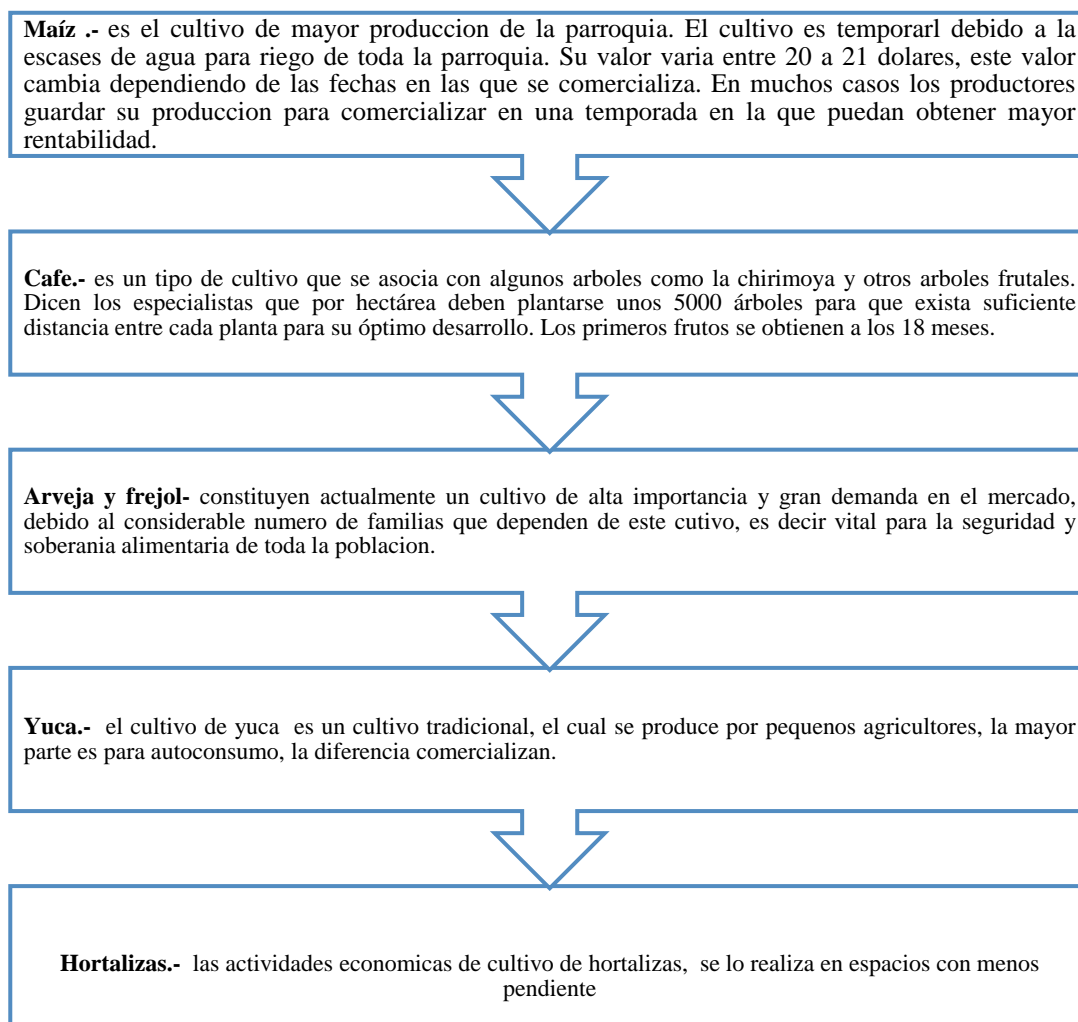 Maíz .- es el cultivo de mayor produccion de la parroquia. El cultivo es temporarl debido a la
escases de agua para riego de toda la parroquia. Su valor varia entre 20 a 21 dolares, este valor
cambia dependiendo de las fechas en las que se comercializa. En muchos casos los productores
guardar su produccion para comercializar en una temporada en la que puedan obtener mayor
rentabilidad.
Cafe.- es un tipo de cultivo que se asocia con algunos arboles como la chirimoya y otros arboles frutales.
Dicen los especialistas que por hectárea deben plantarse unos 5000 árboles para que exista suficiente
distancia entre cada planta para su óptimo desarrollo. Los primeros frutos se obtienen a los 18 meses.
Arveja y frejol- constituyen actualmente un cultivo de alta importancia y gran demanda en el mercado,
debido al considerable numero de familias que dependen de este cutivo, es decir vital para la seguridad y
soberania alimentaria de toda la poblacion.
Yuca.- el cultivo de yuca es un cultivo tradicional, el cual se produce por pequenos agricultores, la mayor
parte es para autoconsumo, la diferencia comercializan.
Hortalizas.- las actividades economicas de cultivo de hortalizas, se lo realiza en espacios con menos
pendiente